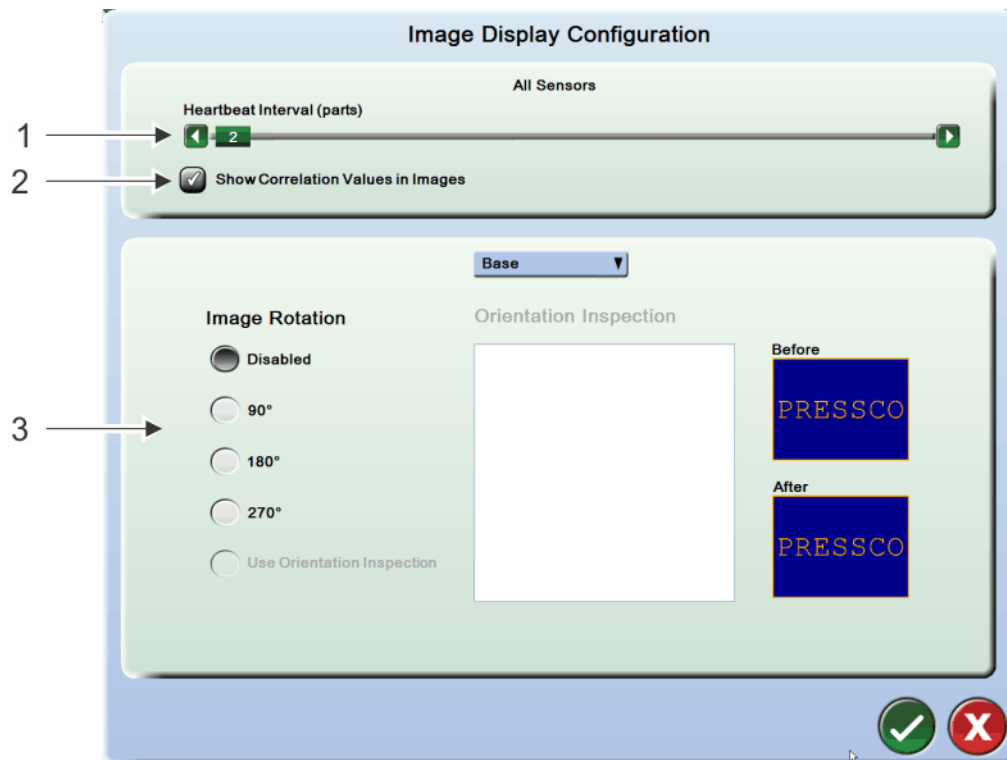 Image Display Configuration
All Sensors
Heartbeat Interval (parts)
1
2
2
Show Correlation Values in Images
Base
Image Rotation
Orientation Inspection
Disabled
Before
PRESSCO
90°
3
180°
After
270°
PRESSCO
Use Orientation Inspection